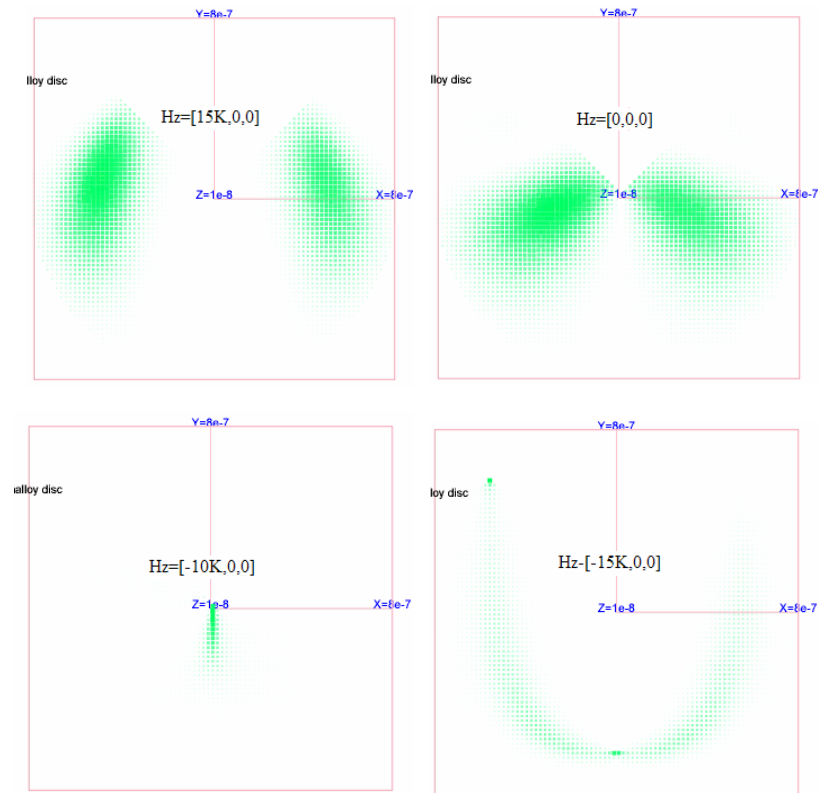 Y=8e-7
lloy disc
Hz=[15K,0,0]
Z=1e-8
X=8e-7
Y=8e-7
lloy disc
Hz=[0,0,0]
Z=1e-8
X=8e-7
Y=8e-7
alloy disc
Hz=[-10K,0,0]
Z=1e-8
X=8e-7
Y=8e-7
loy disc
Hz-[-15K,0,0]
Z=1e-8
X=8e-7